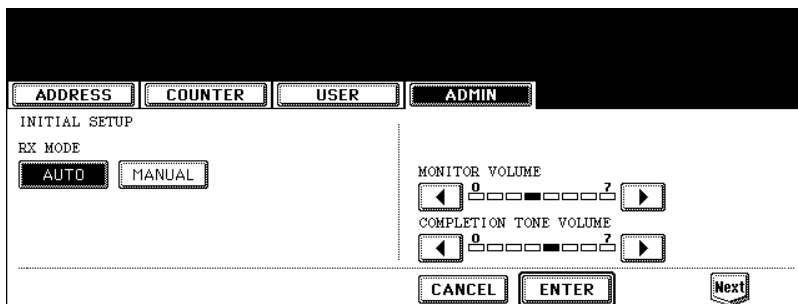 ADDRESS COUNTER USER ADMIN
INITIAL SETUP
RX MODE
AUTO MANUAL
MONITOR VOLUME
0 7
COMPLETION TONE VOLUME
0 7
CANCEL ENTER Next